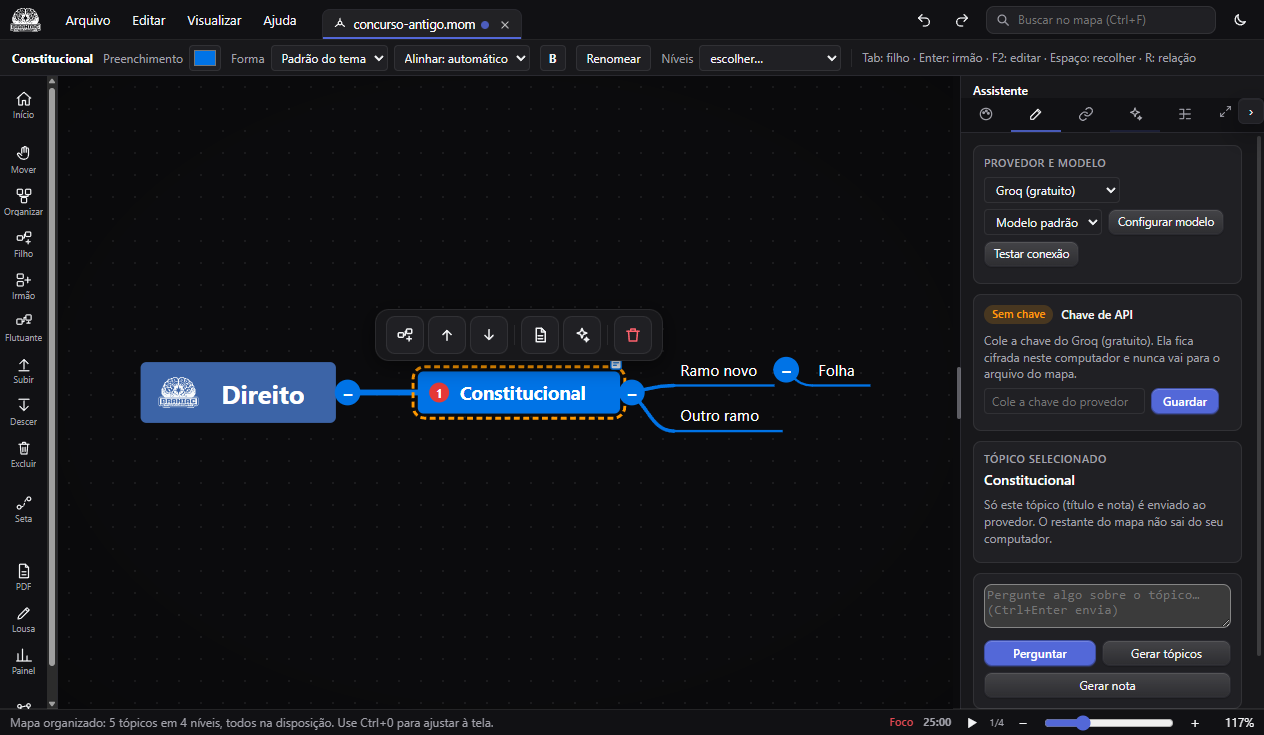 BRANIAC
Arquivo Editar Visualizar Ajuda
concurso-antigo.mom
Buscar no mapa (Ctrl+F)
Constitucional Preenchimento Forma Padrão do tema Alinhar: automático B Renomear Níveis escolher...
Tab: filho · Enter: irmão · F2: editar · Espaço: recolher · R: relação
Início
Mover
Organizar
Filho
Irmão
Flutuante
Subir
Descer
Excluir
Seta
PDF
Lousa
Painel
BRANIAC
Direito
1 Constitucional
Ramo novo
Folha
Outro ramo
Assistente
PROVEDOR E MODELO
Groq (gratuito)
Modelo padrão Configurar modelo
Testar conexão
Sem chave Chave de API
Cole a chave do Groq (gratuito). Ela fica
cifrada neste computador e nunca vai para o
arquivo do mapa.
Cole a chave do provedor Guardar
TÓPICO SELECIONADO
Constitucional
Só este tópico (título e nota) é enviado ao
provedor. O restante do mapa não sai do seu
computador.
Pergunte algo sobre o tópico…
(Ctrl+Enter envia)
Perguntar Gerar tópicos
Gerar nota
Mapa organizado: 5 tópicos em 4 níveis, todos na disposição. Use Ctrl+0 para ajustar à tela.
Foco 25:00 1/4 − + 117%